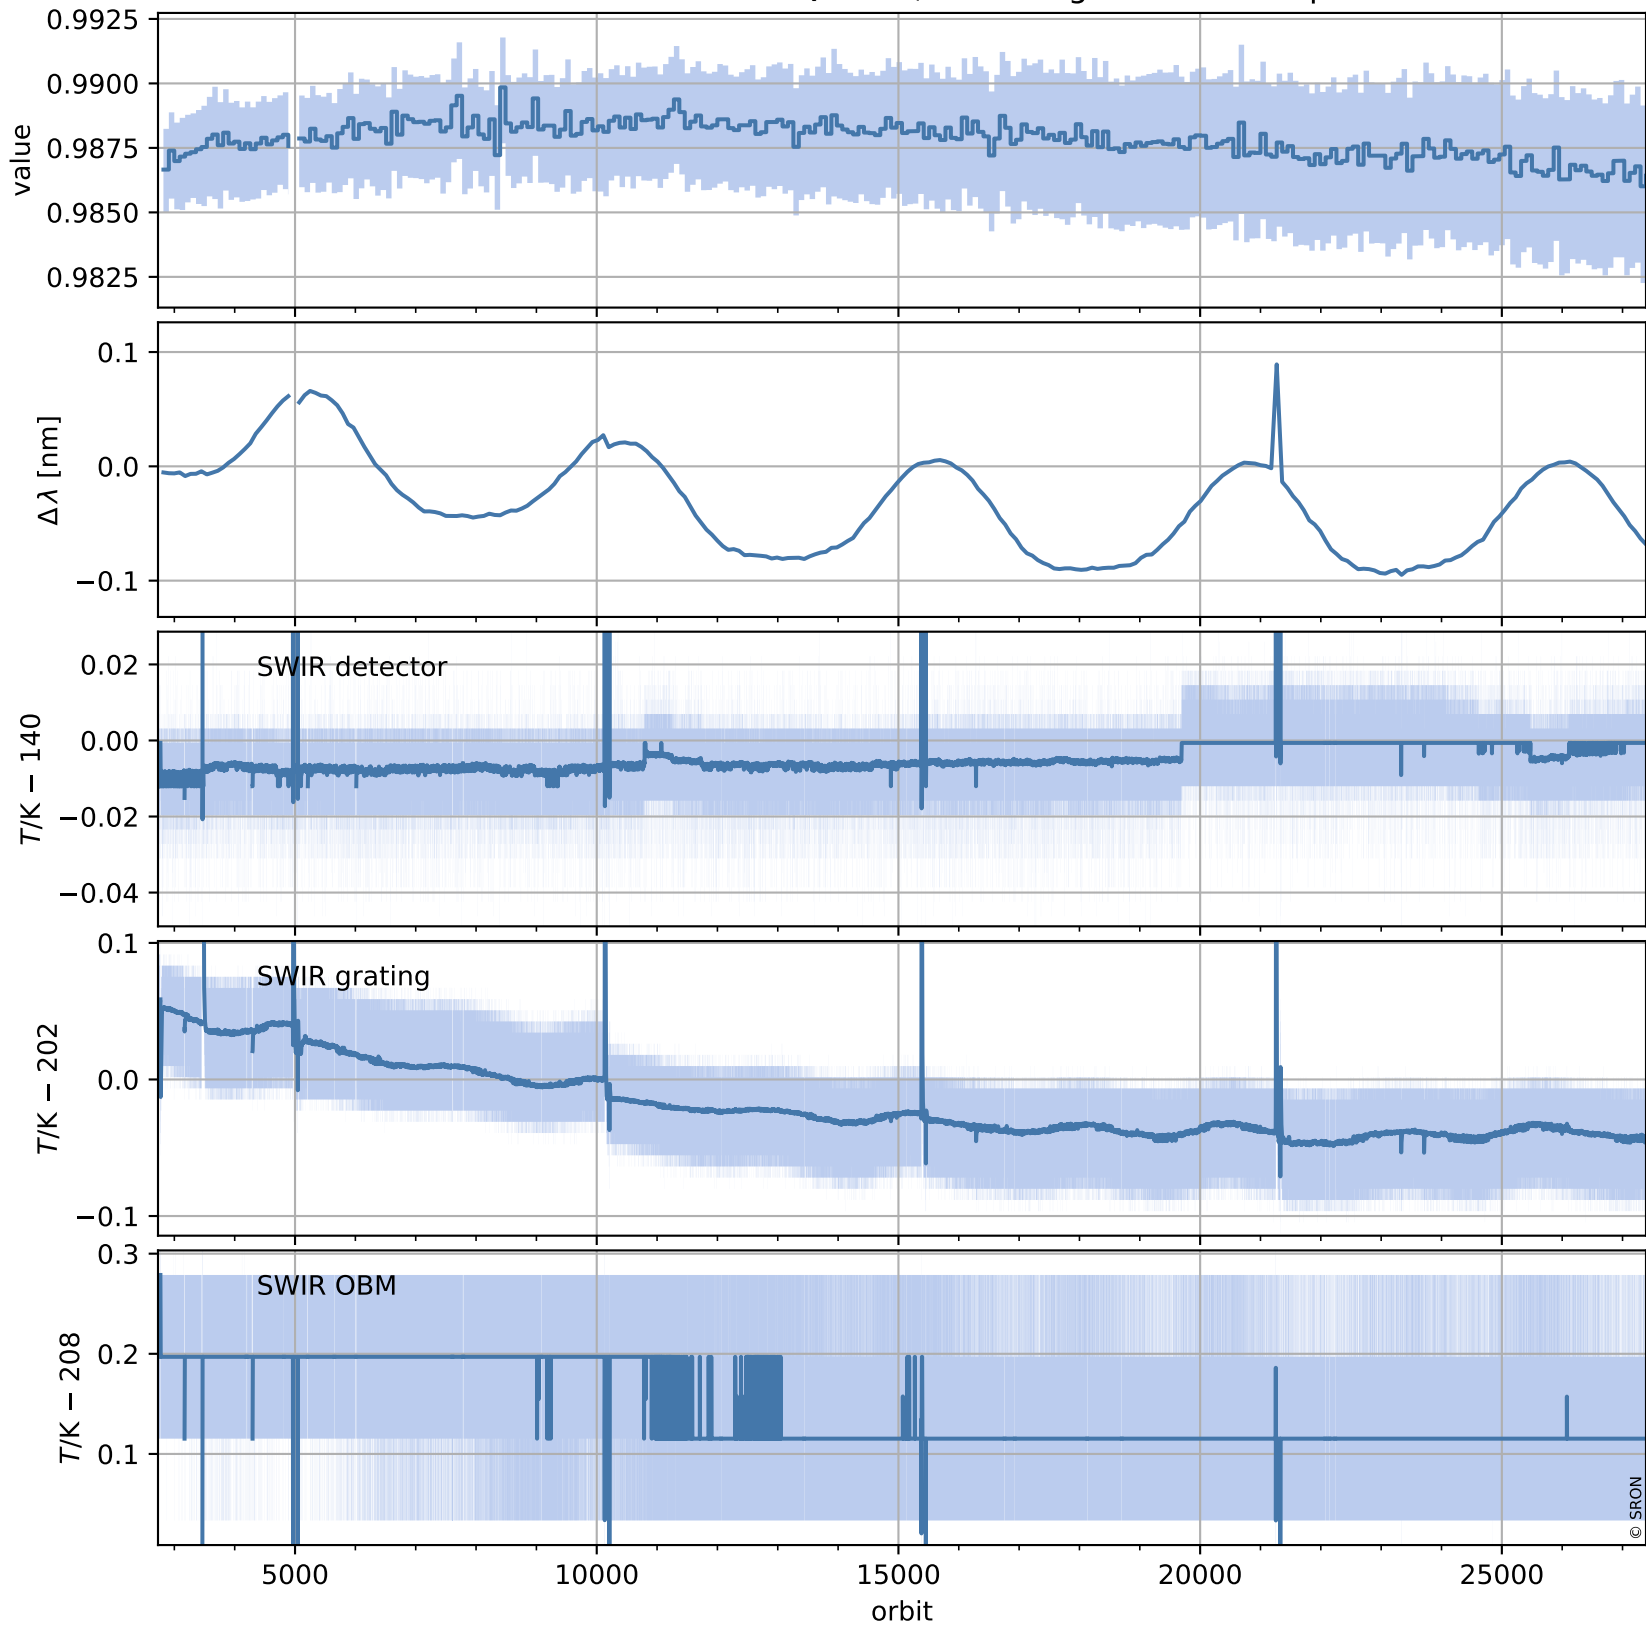 0.9925
0.9900
0.9875
0.9850
0.9825
value
0.1
0.0
−0.1
Δλ [nm]
SWIR detector
0.02
0.00
−0.02
−0.04
T/K − 140
SWIR grating
0.1
0.0
−0.1
T/K − 202
SWIR OBM
0.3
0.2
0.1
T/K − 208
© SRON
5000 10000 15000 20000 25000
orbit